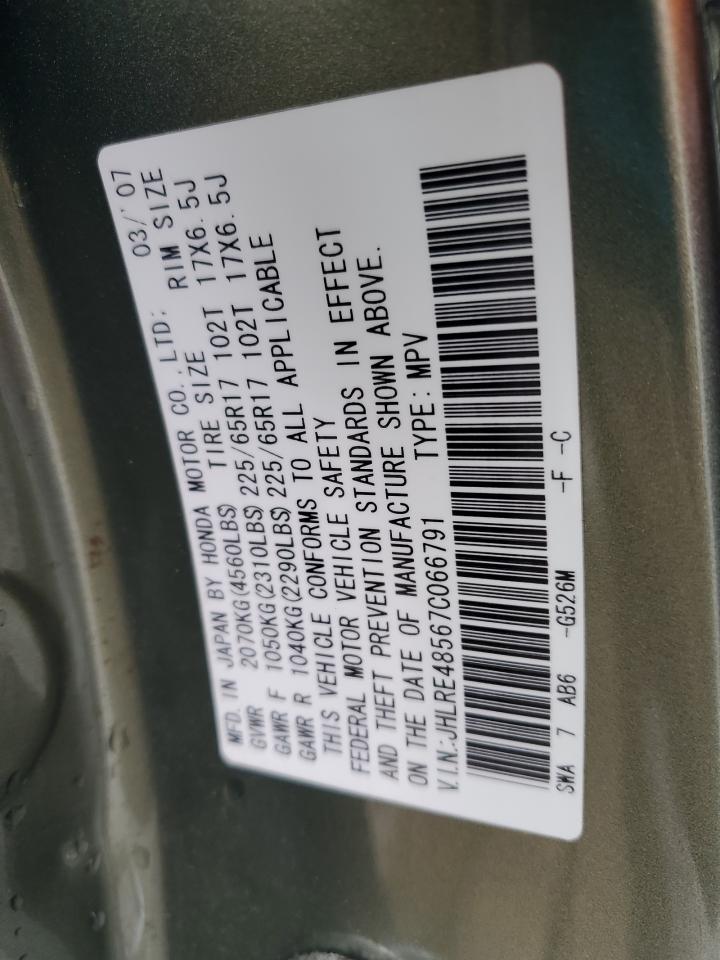 MFD. IN JAPAN BY HONDA MOTOR CO.,LTD: 03/'07
GVWR 2070KG(4560LBS) TIRE SIZE RIM SIZE
GAWR F 1050KG(2310LBS) 225/65R17 102T 17X6.5J
GAWR R 1040KG(2290LBS) 225/65R17 102T 17X6.5J
THIS VEHICLE CONFORMS TO ALL APPLICABLE
FEDERAL MOTOR VEHICLE SAFETY
AND THEFT PREVENTION STANDARDS IN EFFECT
ON THE DATE OF MANUFACTURE SHOWN ABOVE.
V.I.N.:JHLRE48567C066791 TYPE: MPV
SWA 7 AB6 -G526M -F -C